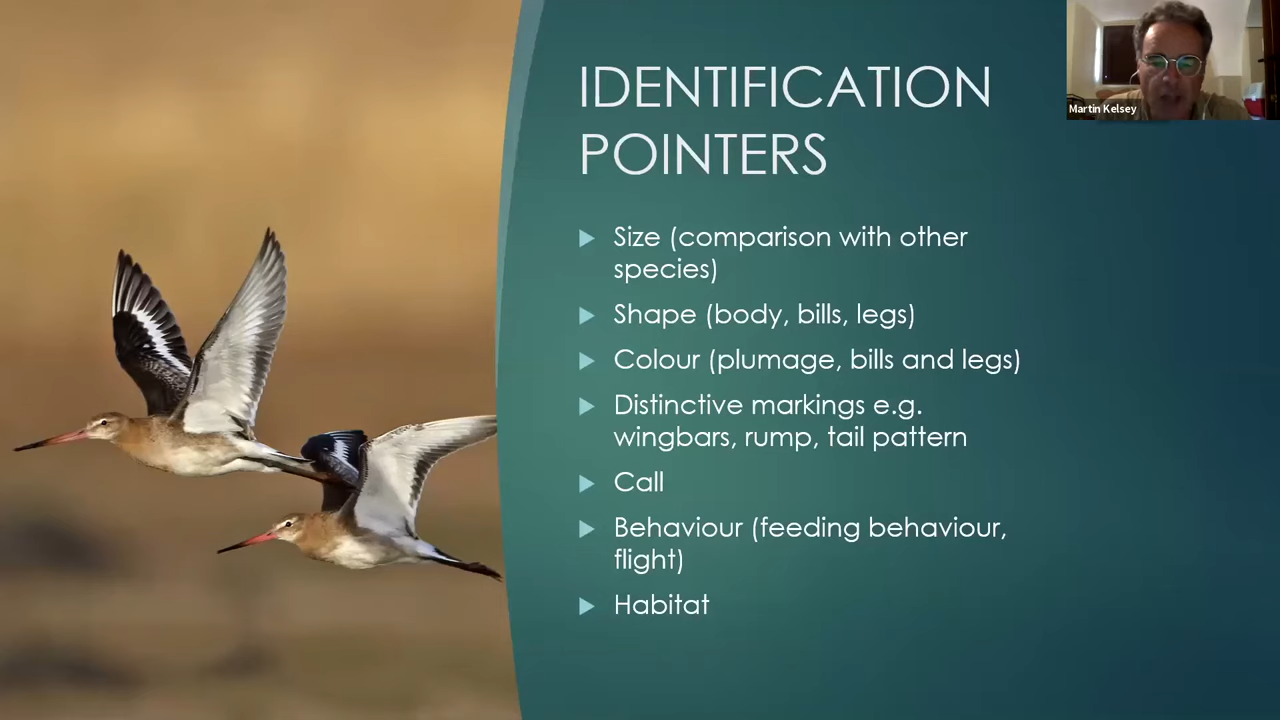 IDENTIFICATION
POINTERS
Size (comparison with other
species)
Shape (body, bills, legs)
Colour (plumage, bills and legs)
Distinctive markings e.g.
wingbars, rump, tail pattern
Call
Behaviour (feeding behaviour,
flight)
Habitat
Martin Kelsey